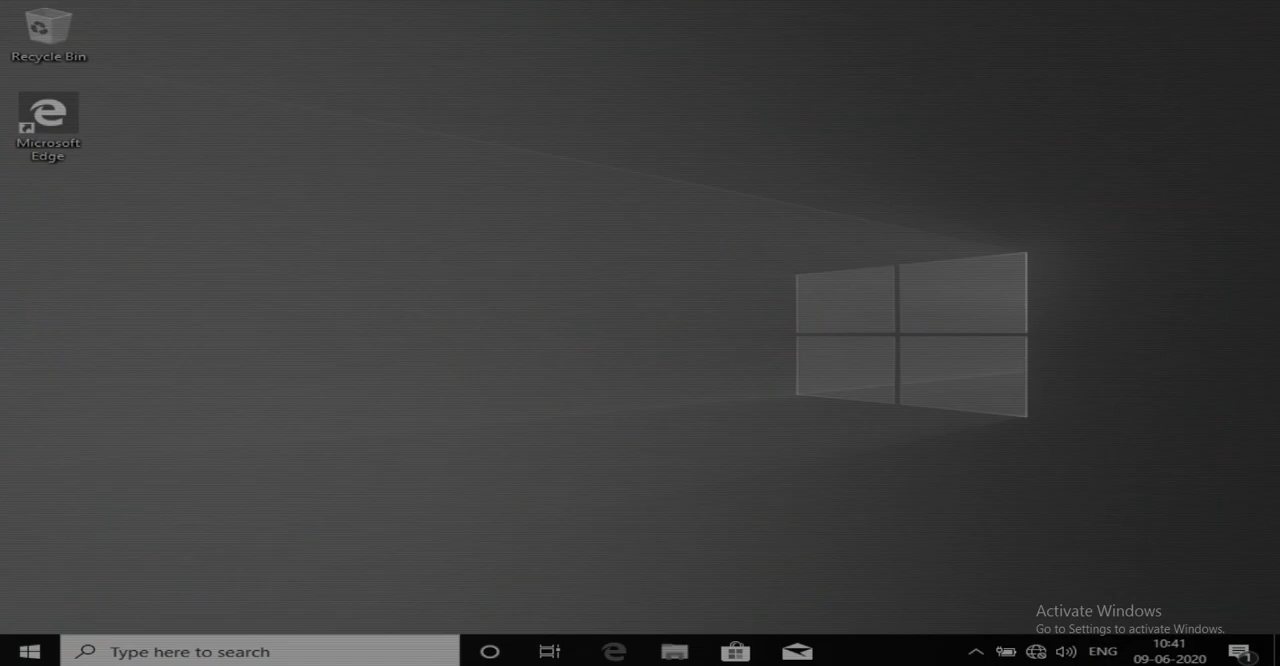 Recycle Bin
Microsoft
Edge
Activate Windows
Go to Settings to activate Windows.
Type here to search
ENG
10:41
09-06-2020
1